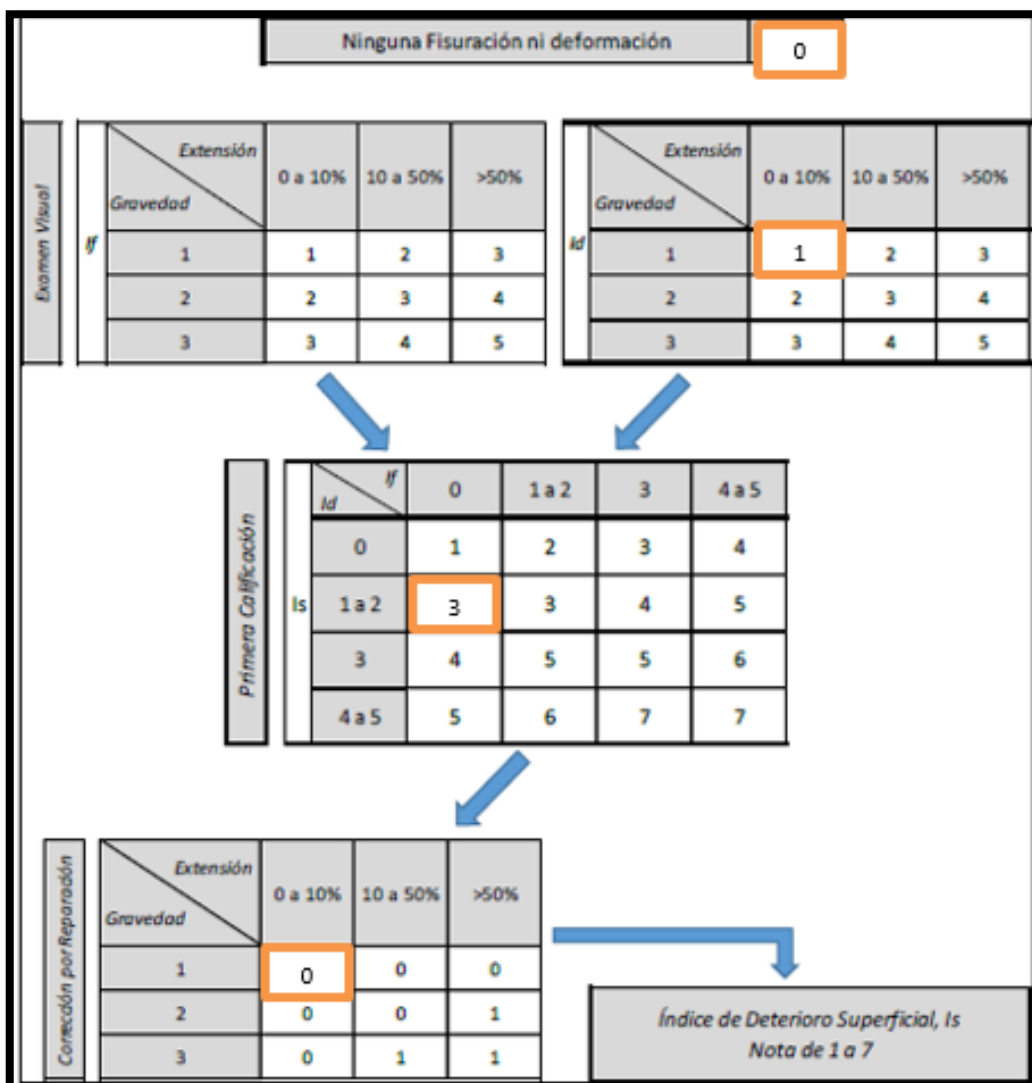 Ninguna Fisuración ni deformación 0
Examen Visual
If
Extensión
Gravedad
0 a 10% 10 a 50% >50%
1 1 2 3
2 2 3 4
3 3 4 5
Id
Extensión
Gravedad
0 a 10% 10 a 50% >50%
1 1 2 3
2 2 3 4
3 3 4 5
Primera Calificación
Is
If
Id
0 1 a 2 3 4 a 5
0 1 2 3 4
1 a 2 3 3 4 5
3 4 5 5 6
4 a 5 5 6 7 7
Corrección por Reparación
Extensión
Gravedad
0 a 10% 10 a 50% >50%
1 0 0 0
2 0 0 1
3 0 1 1
Índice de Deterioro Superficial, Is
Nota de 1 a 7